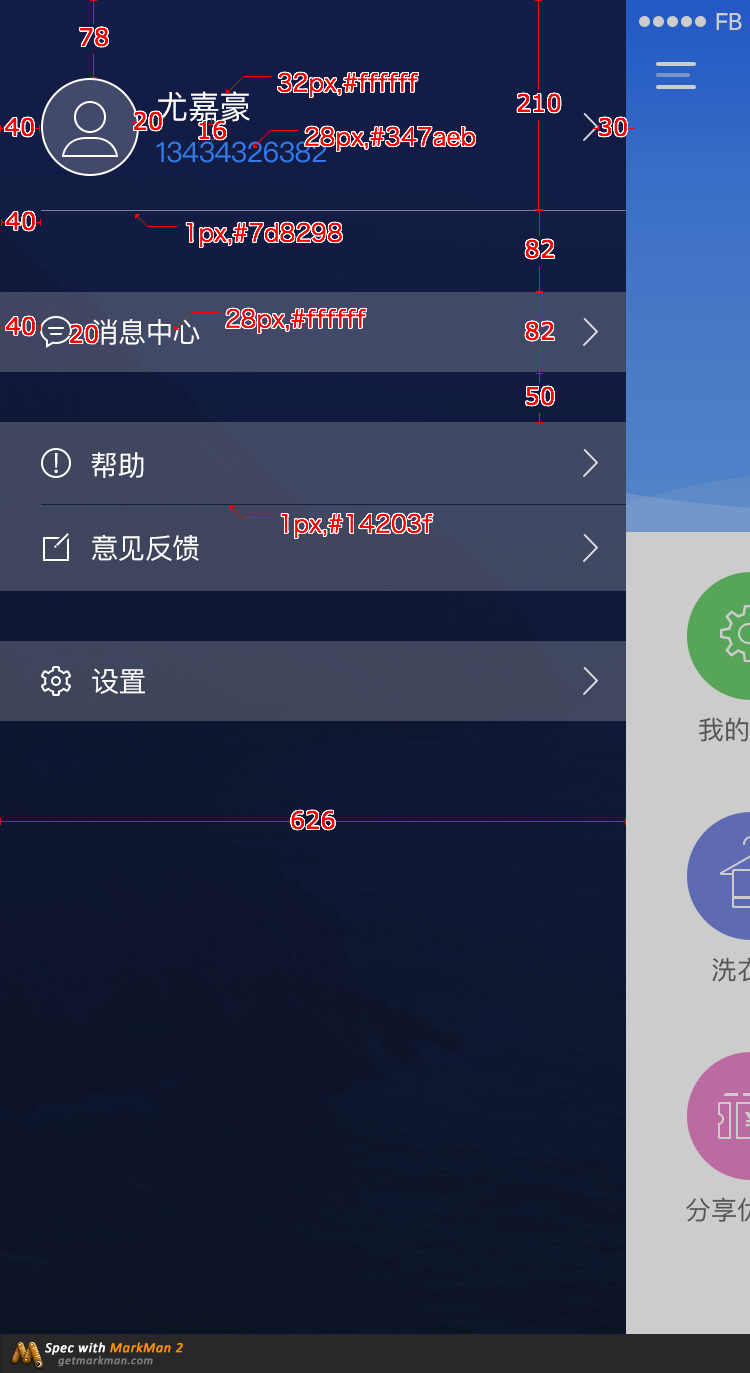 FB
78
32px,#ffffff
尤嘉豪
210
40
20
16
28px,#347aeb
30
13434326382
40
1px,#7d8298
82
40
20
消息中心
28px,#ffffff
82
50
帮助
1px,#14203f
意见反馈
设置
我的
626
洗衣
分享优
Spec with MarkMan 2
getmarkman.com